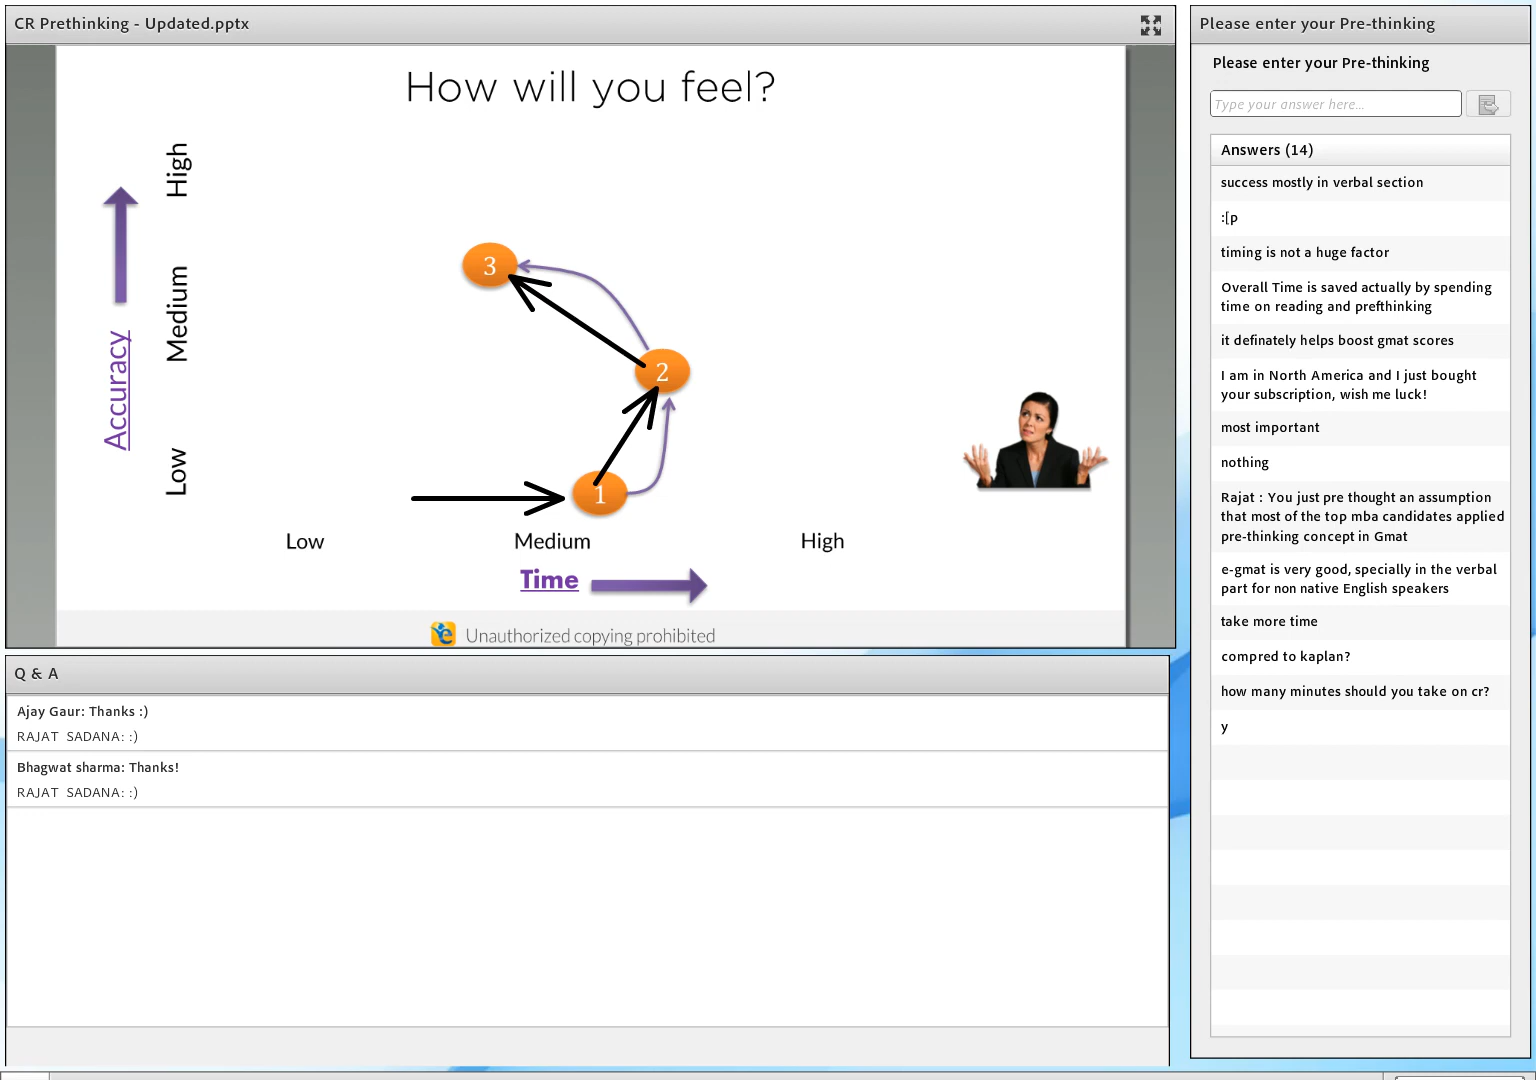 CR Prethinking - Updated.pptx
How will you feel?
High
Medium
Low
Accuracy
3
2
1
Low Medium High
Time
Unauthorized copying prohibited
Q & A
Ajay Gaur: Thanks :)
RAJAT SADANA: :)
Bhagwat sharma: Thanks!
RAJAT SADANA: :)
Please enter your Pre-thinking
Please enter your Pre-thinking
Type your answer here...
Answers (14)
success mostly in verbal section
:[p
timing is not a huge factor
Overall Time is saved actually by spending
time on reading and prefthinking
it definately helps boost gmat scores
I am in North America and I just bought
your subscription, wish me luck!
most important
nothing
Rajat : You just pre thought an assumption
that most of the top mba candidates applied
pre-thinking concept in Gmat
e-gmat is very good, specially in the verbal
part for non native English speakers
take more time
compred to kaplan?
how many minutes should you take on cr?
y